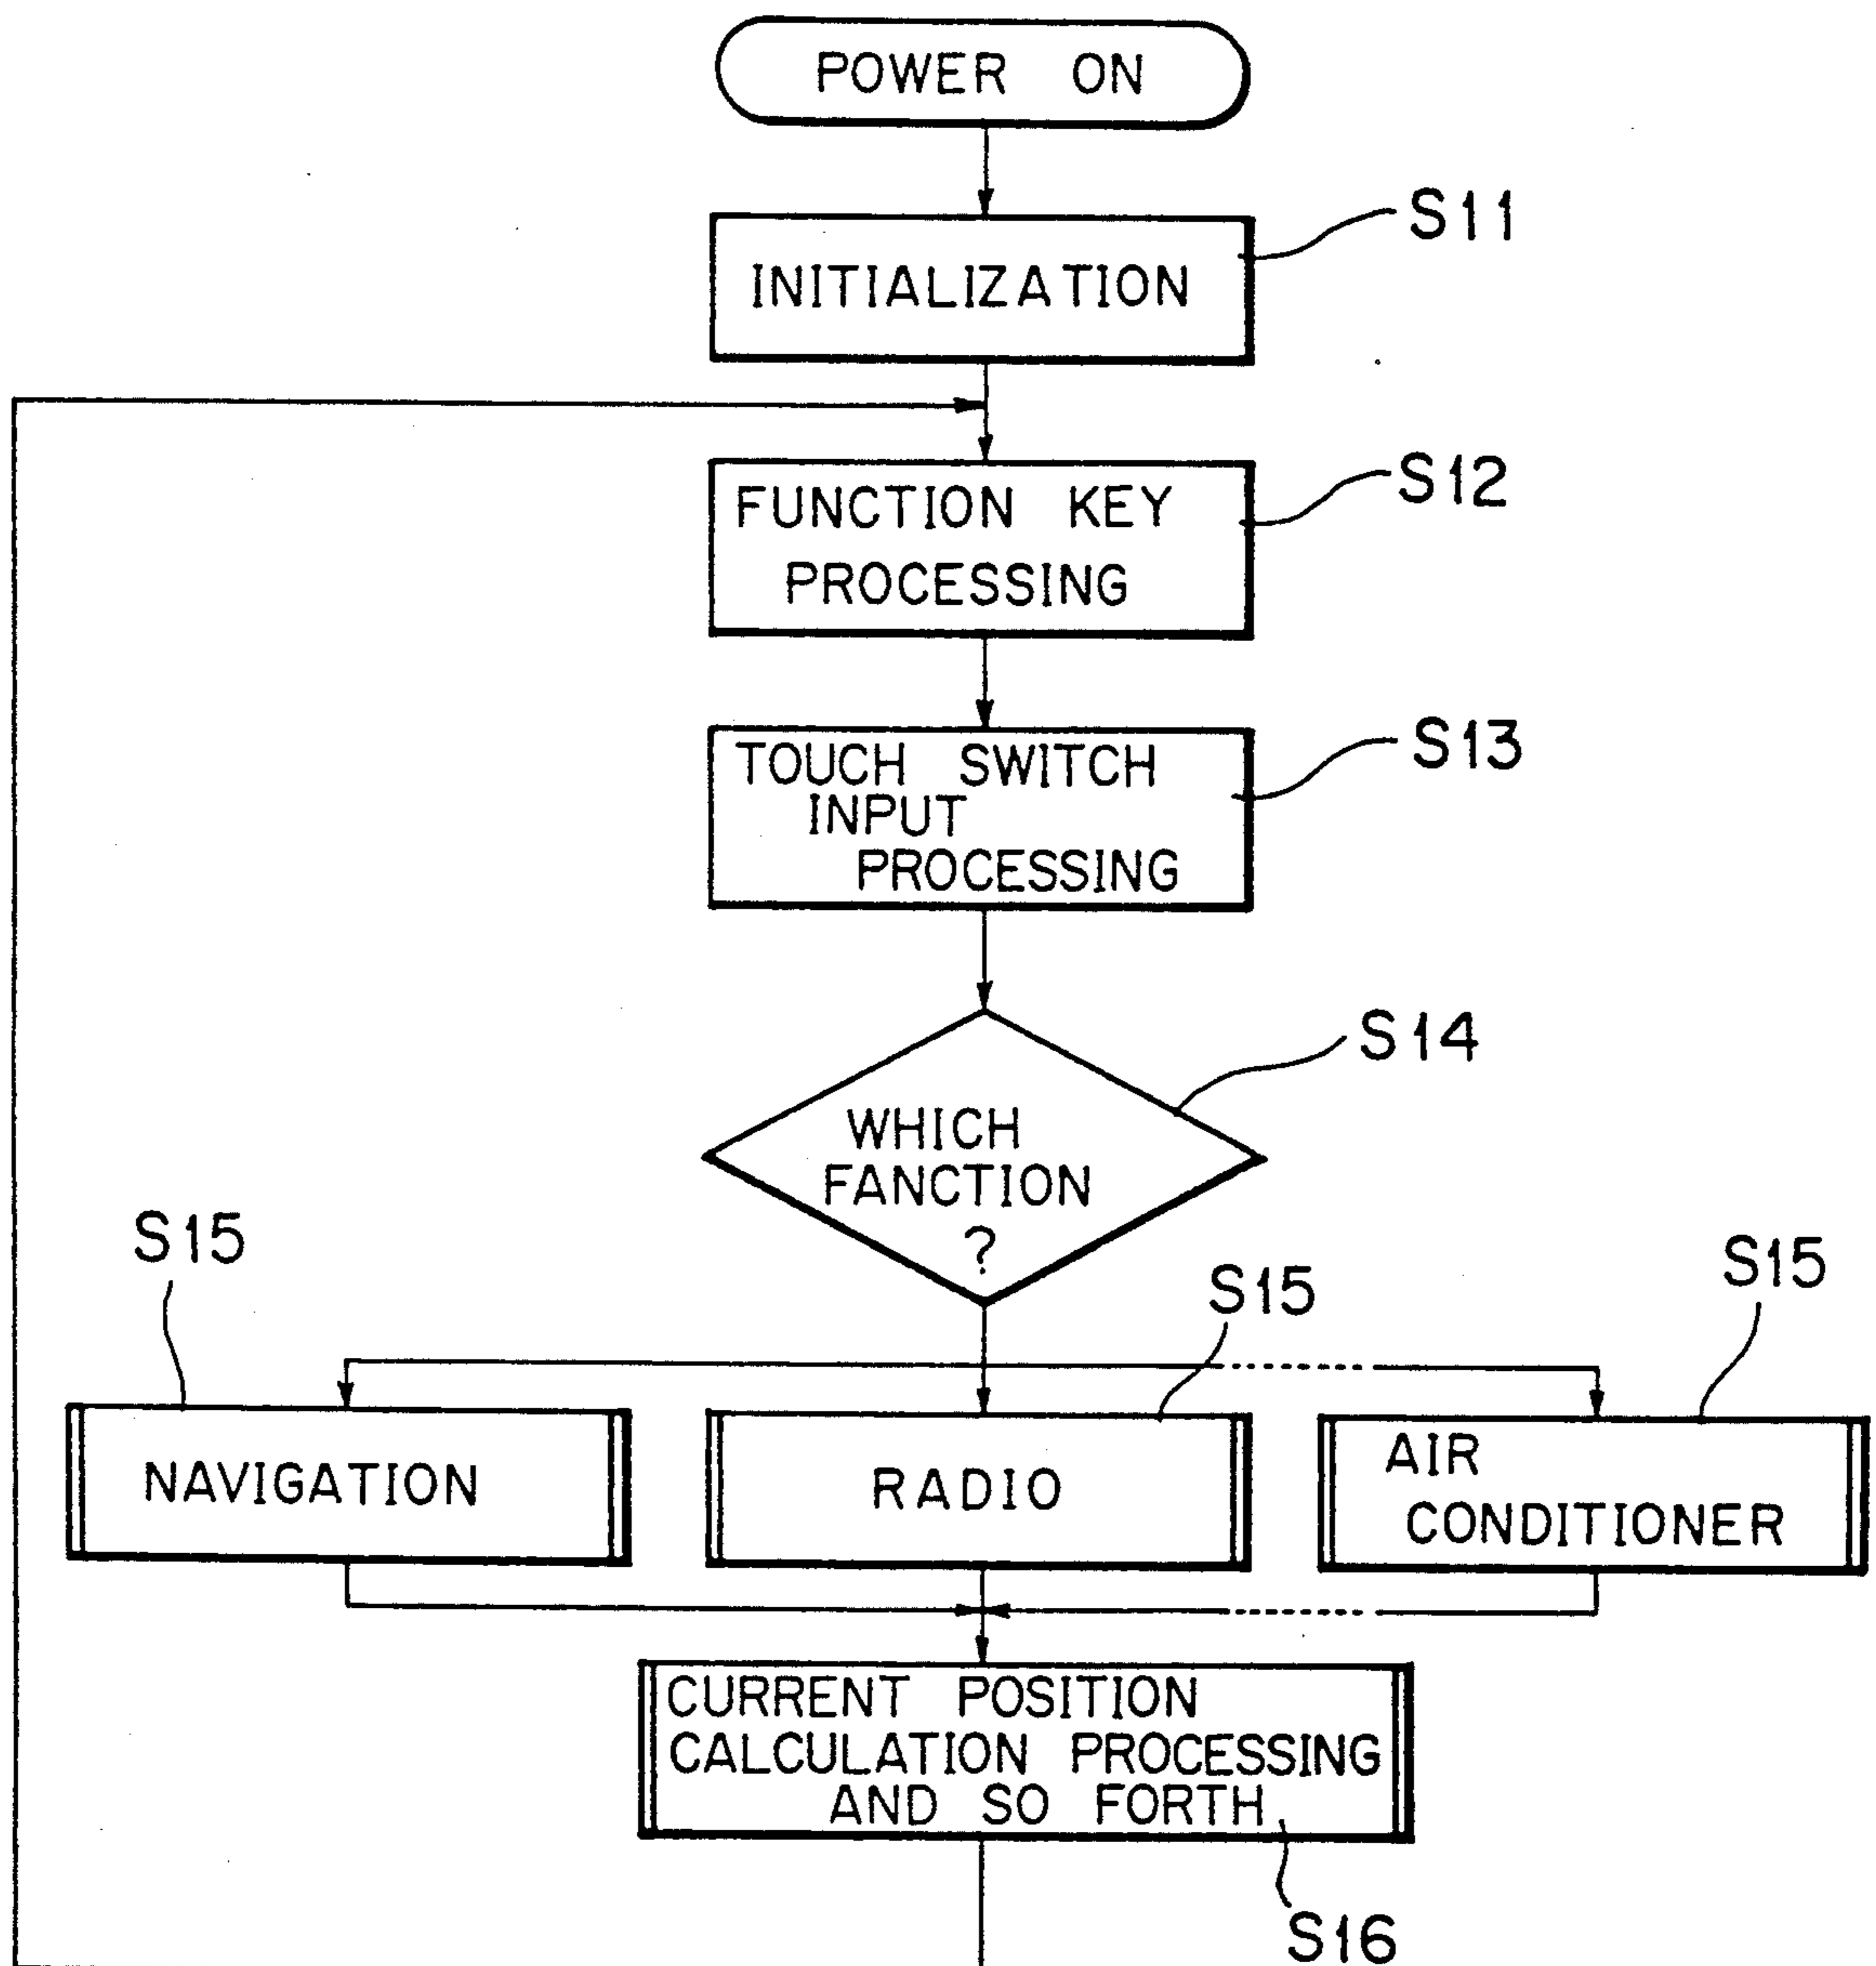 POWER ON
S11
INITIALIZATION
S12
FUNCTION KEY
PROCESSING
S13
TOUCH SWITCH
INPUT
PROCESSING
S14
WHICH
FANCTION
?
S15
S15
S15
NAVIGATION
RADIO
AIR
CONDITIONER
CURRENT POSITION
CALCULATION PROCESSING
AND SO FORTH
S16